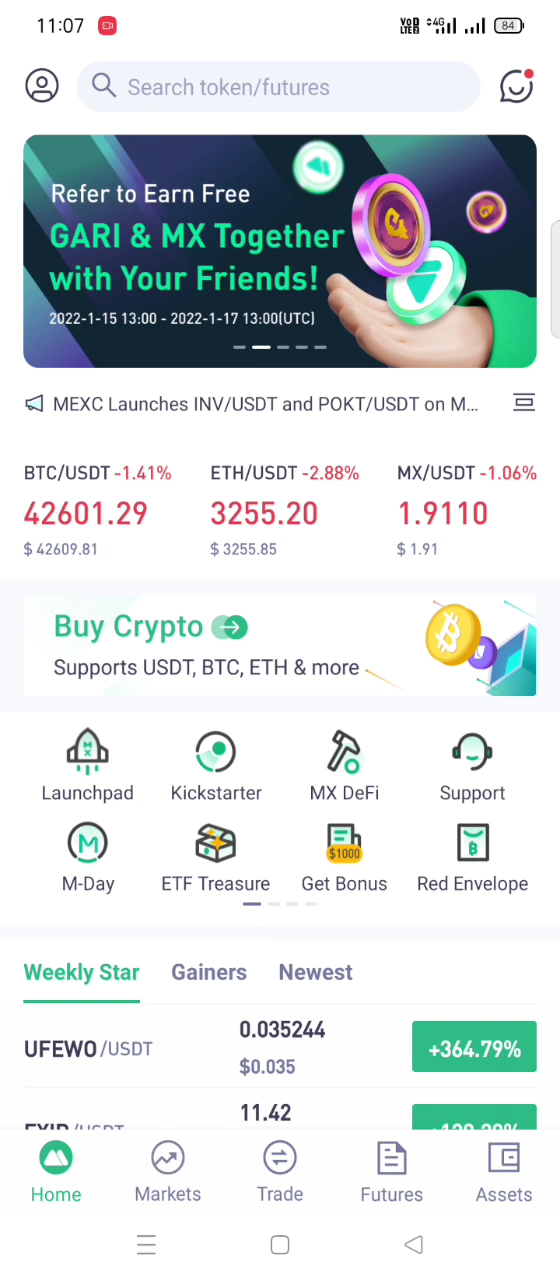 11:07
VoD LTE2 4G 84
Search token/futures
Refer to Earn Free
GARI & MX Together
with Your Friends!
2022-1-15 13:00 - 2022-1-17 13:00(UTC)
MEXC Launches INV/USDT and POKT/USDT on M...
BTC/USDT -1.41% ETH/USDT -2.88% MX/USDT -1.06%
42601.29 3255.20 1.9110
$ 42609.81 $ 3255.85 $ 1.91
Buy Crypto
Supports USDT, BTC, ETH & more
MX
Launchpad Kickstarter MX DeFi Support
M $1000
M-Day ETF Treasure Get Bonus Red Envelope
Weekly Star Gainers Newest
0.035244
UFEWO/USDT +364.79%
$0.035
11.42
Home Markets Trade Futures Assets